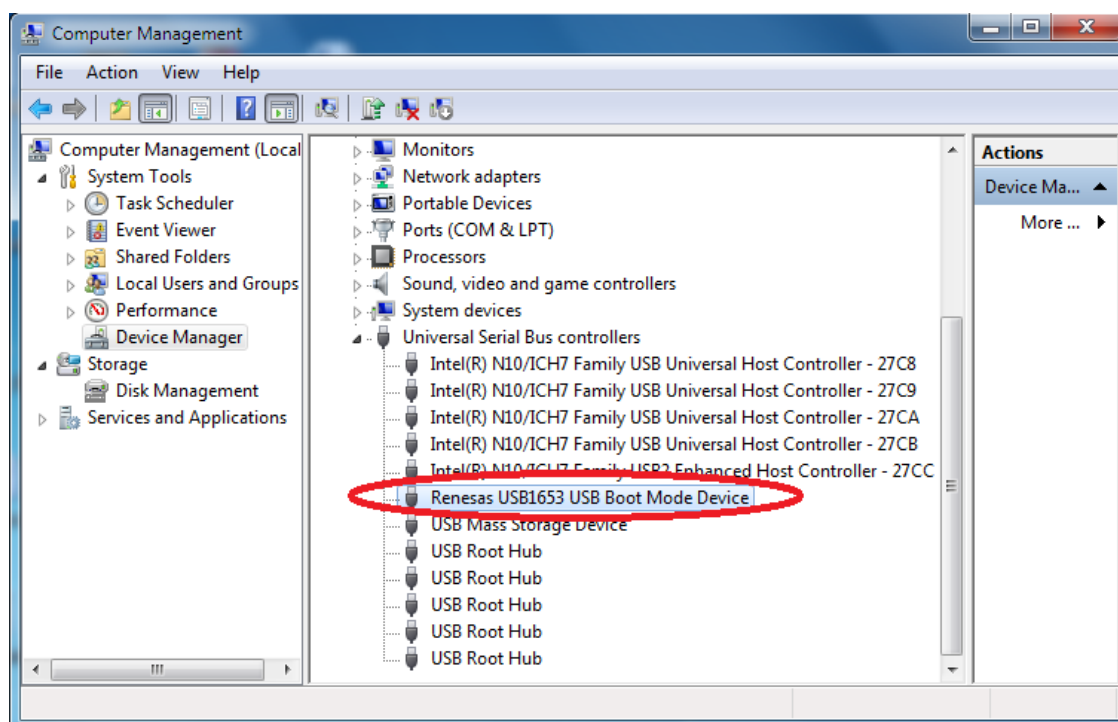 Computer Management
File Action View Help
Computer Management (Local
System Tools
Task Scheduler
Event Viewer
Shared Folders
Local Users and Groups
Performance
Device Manager
Storage
Disk Management
Services and Applications
Monitors
Network adapters
Portable Devices
Ports (COM & LPT)
Processors
Sound, video and game controllers
System devices
Universal Serial Bus controllers
Intel(R) N10/ICH7 Family USB Universal Host Controller - 27C8
Intel(R) N10/ICH7 Family USB Universal Host Controller - 27C9
Intel(R) N10/ICH7 Family USB Universal Host Controller - 27CA
Intel(R) N10/ICH7 Family USB Universal Host Controller - 27CB
Intel(R) N10/ICH7 Family USB2 Enhanced Host Controller - 27CC
Renesas USB1653 USB Boot Mode Device
USB Mass Storage Device
USB Root Hub
USB Root Hub
USB Root Hub
USB Root Hub
USB Root Hub
Actions
Device Ma...
More ...